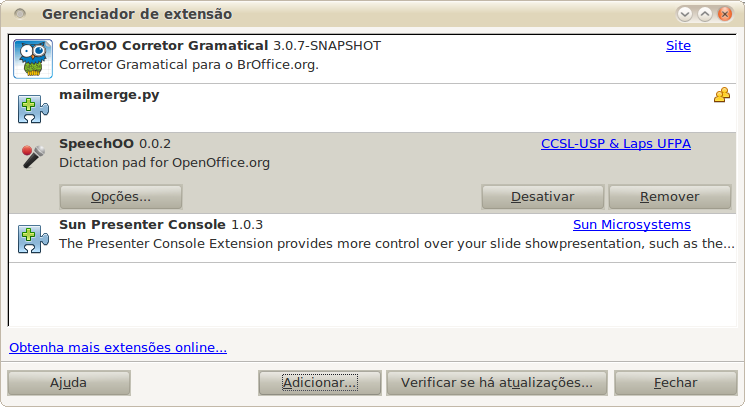 Gerenciador de extensão
CoGrOO Corretor Gramatical 3.0.7-SNAPSHOT Site
Corretor Gramatical para o BrOffice.org.
mailmerge.py
SpeechOO 0.0.2 CCSL-USP & Laps UFPA
Dictation pad for OpenOffice.org
Opções... Desativar Remover
Sun Presenter Console 1.0.3 Sun Microsystems
The Presenter Console Extension provides more control over your slide showpresentation, such as the...
Obtenha mais extensões online...
Ajuda Adicionar... Verificar se há atualizações... Fechar